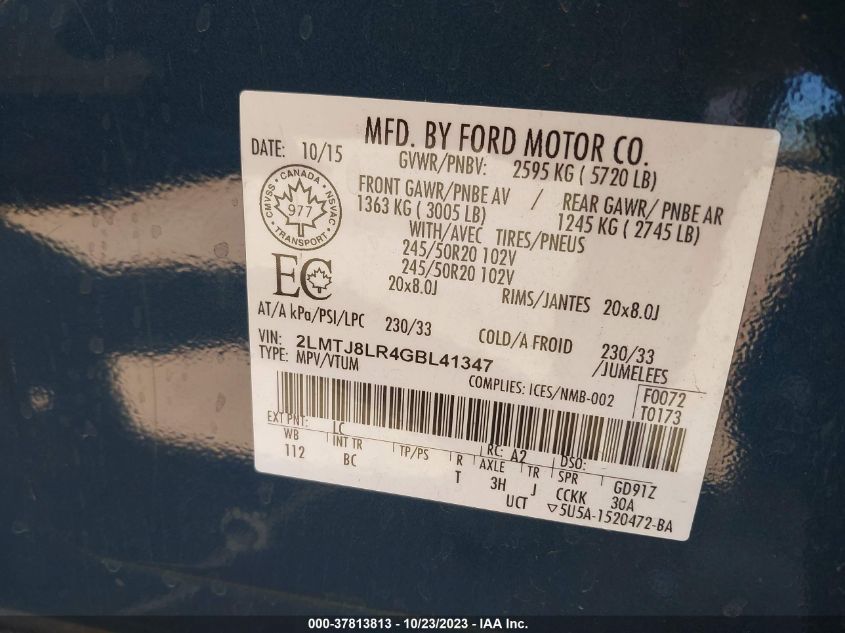 MFD. BY FORD MOTOR CO.
DATE: 10/15
GVWR/PNBV: 2595 KG ( 5720 LB)
FRONT GAWR/PNBE AV / REAR GAWR/ PNBE AR
1363 KG ( 3005 LB) 1245 KG ( 2745 LB)
WITH/AVEC TIRES/PNEUS
245/50R20 102V
245/50R20 102V
20x8.0J RIMS/JANTES 20x8.0J
CANADA
CMVSS NSVAC
977
TRANSPORT
EC
AT/A kPa/PSI/LPC 230/33 COLD/A FROID 230/33
VIN: 2LMTJ8LR4GBL41347 /JUMELEES
TYPE: MPV/VTUM
COMPLIES: ICES/NMB-002
F0072
T0173
EXT PNT: LC RC: A2 DSO:
WB INT TR TP/PS R AXLE TR SPR GD91Z
112 BC T 3H J CCKK 30A
UCT ▽5U5A-1520472-BA
000-37813813 - 10/23/2023 - IAA Inc.